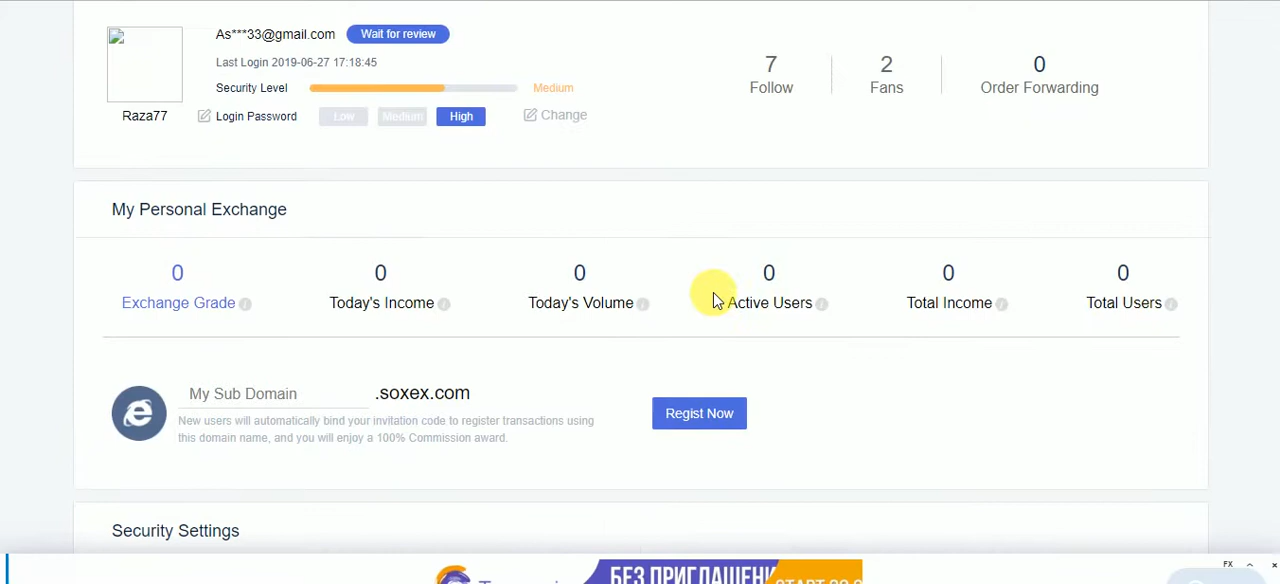 As***33@gmail.com Wait for review
Last Login 2019-06-27 17:18:45
Security Level Medium
Raza77 Login Password Low Medium High Change
7 2 0
Follow Fans Order Forwarding
My Personal Exchange
0 0 0 0 0 0
Exchange Grade Today's Income Today's Volume Active Users Total Income Total Users
My Sub Domain .soxex.com
New users will automatically bind your invitation code to register transactions using
this domain name, and you will enjoy a 100% Commission award.
Regist Now
Security Settings
FX
БЕЗ ПРИГЛАШЕНИ